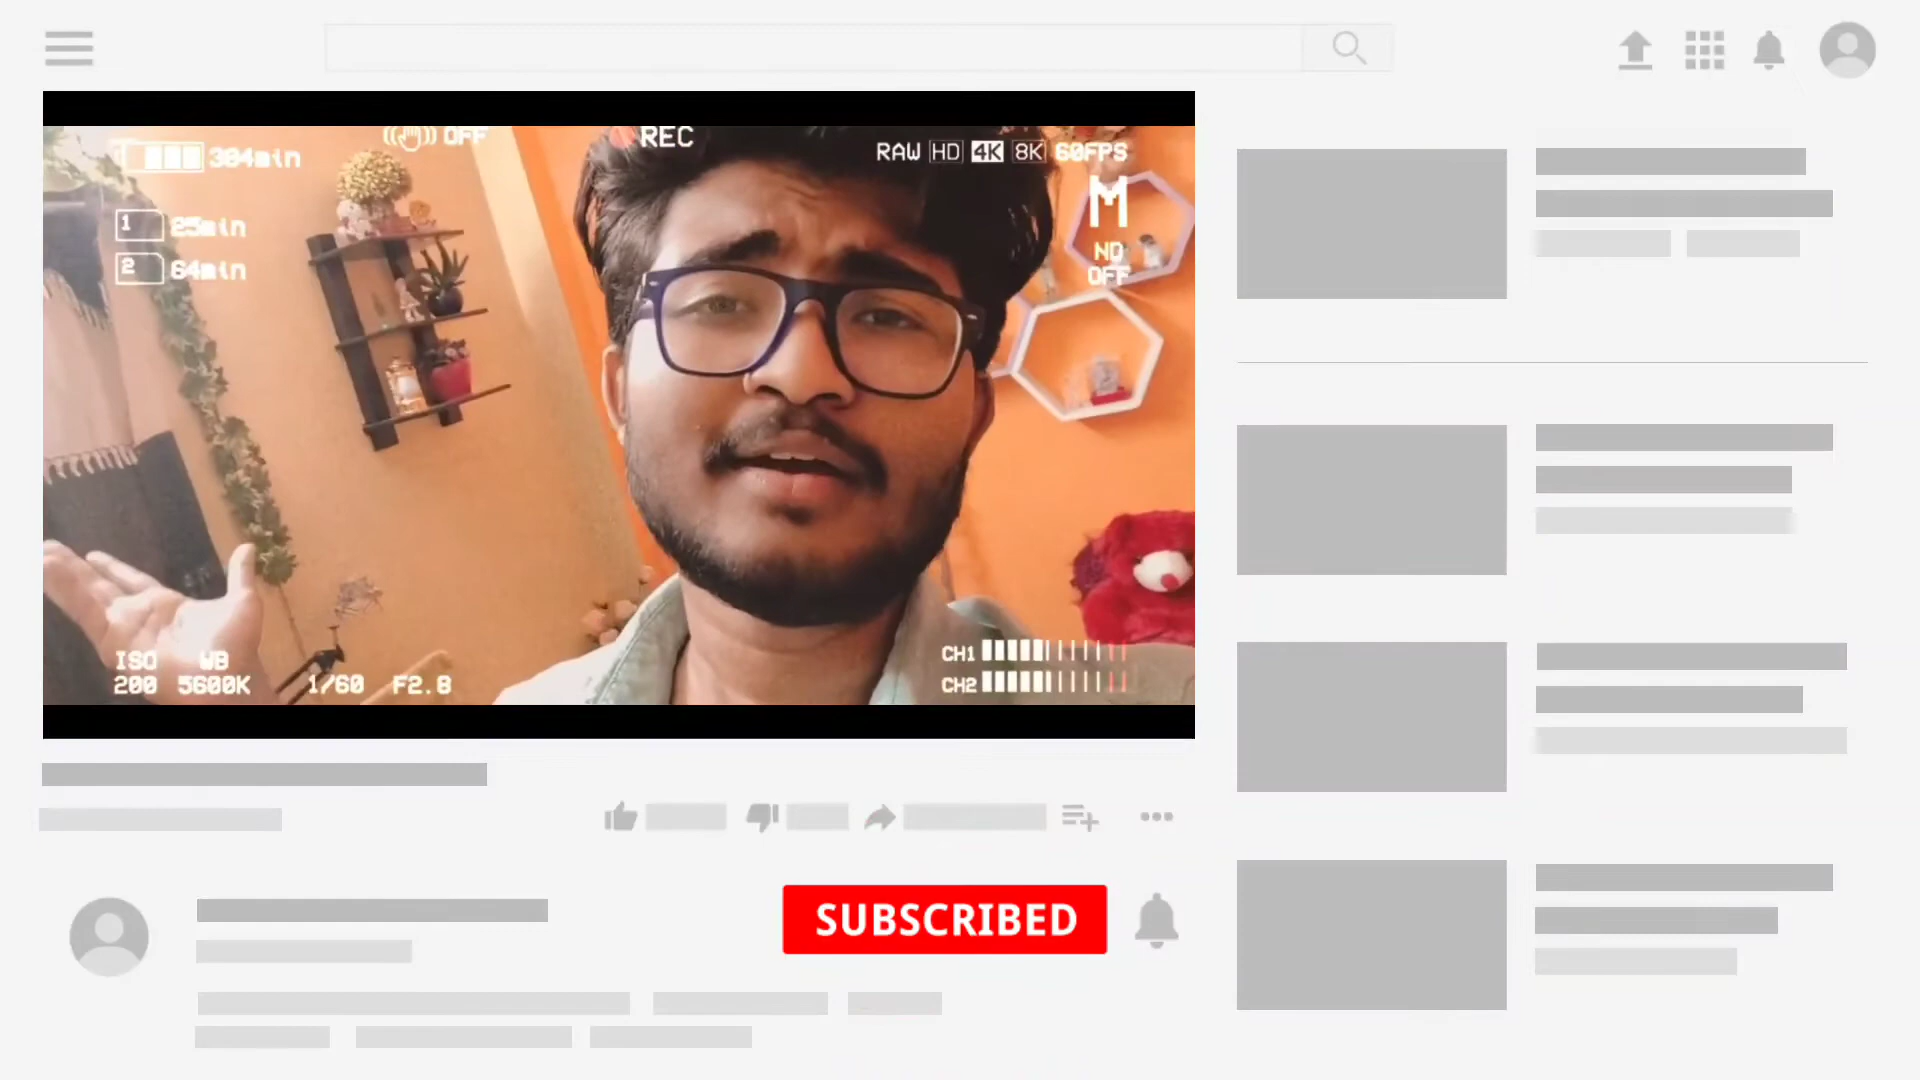 304min
OFF
REC
RAW HD 4K 8K 60FPS
1 25min
2 64min
M
ND
OFF
ISO WB
200 5600K 1/60 F2.8
CH1
CH2
SUBSCRIBED